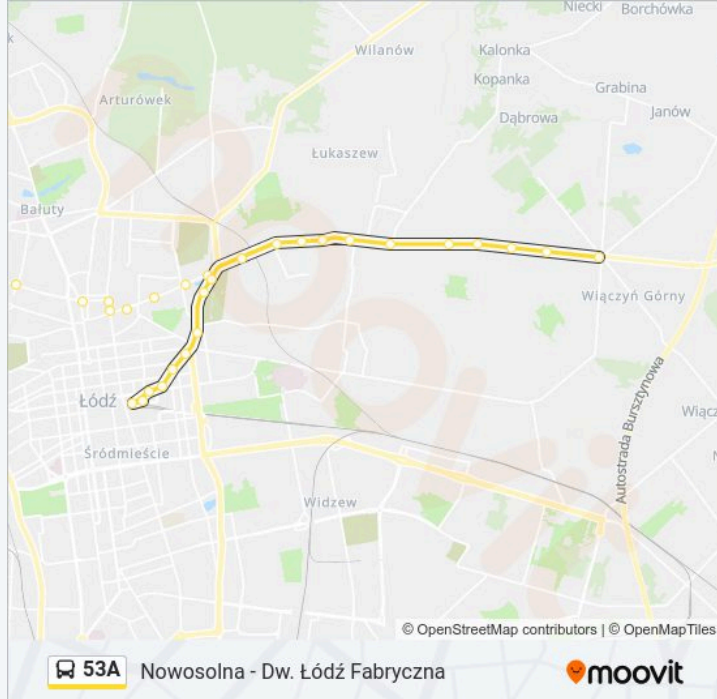 Niecki
Borchówka
Wilanów
Kalonka
Kopanka
Grabina
Arturówek
Janów
Dąbrowa
Łukaszew
Bałuty
Wiączyń Górny
Łódź
Autostrada Bursztynowa
Śródmieście
Widzew
© OpenStreetMap contributors | © OpenMapTiles
53A Nowosolna - Dw. Łódź Fabryczna
moovit